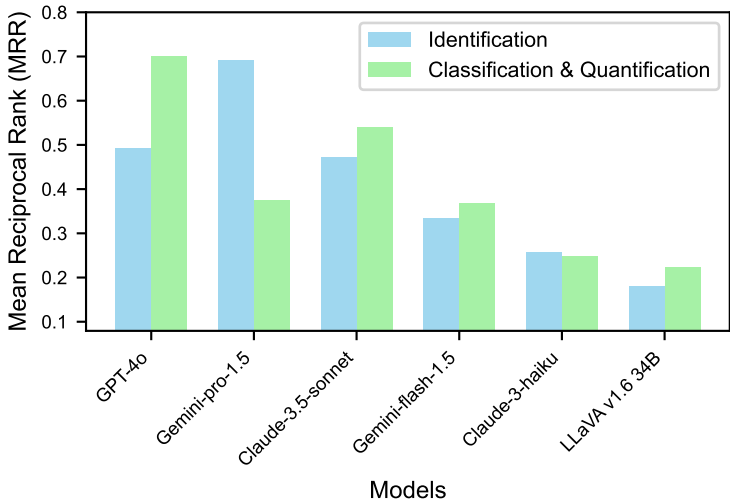 Mean Reciprocal Rank (MRR)
0.8
0.7
0.6
0.5
0.4
0.3
0.2
0.1
Identification
Classification & Quantification
GPT-4o
Gemini-pro-1.5
Claude-3.5-sonnet
Gemini-flash-1.5
Claude-3-haiku
LLaVA v1.6 34B
Models